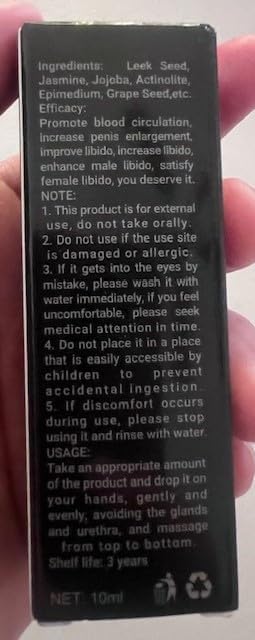 Ingredients: Leek Seed,
Jasmine, Jojoba, Actinolite,
Epimedium, Grape Seed,etc.
Efficacy:
Promote blood circulation,
increase penis entargement,
improve libido, increase libido,
enhance male libido, satisfy
female libido, you deserve it.
NOTE:
1. This product is for external
use, do not take orally.
2. Do not use if the use site
is damaged or allergic.
3. If it gets into the eyes by
mistake, please wash it with
water immediately, if you feel
uncomfortable, please seek
medical attention in time.
4. Do not place it in a place
that is easily accessible by
children to prevent
accidental ingestion.
5. If discomfort occurs
during use, please stop
using it and rinse with water.
USAGE:
Take an appropriate amount
of the product and drop it on
your hands, gently and
evenly, avoiding the glands
and urethra, and massage
from top to bottom.
Shelf life: 3 years
NET: 10ml